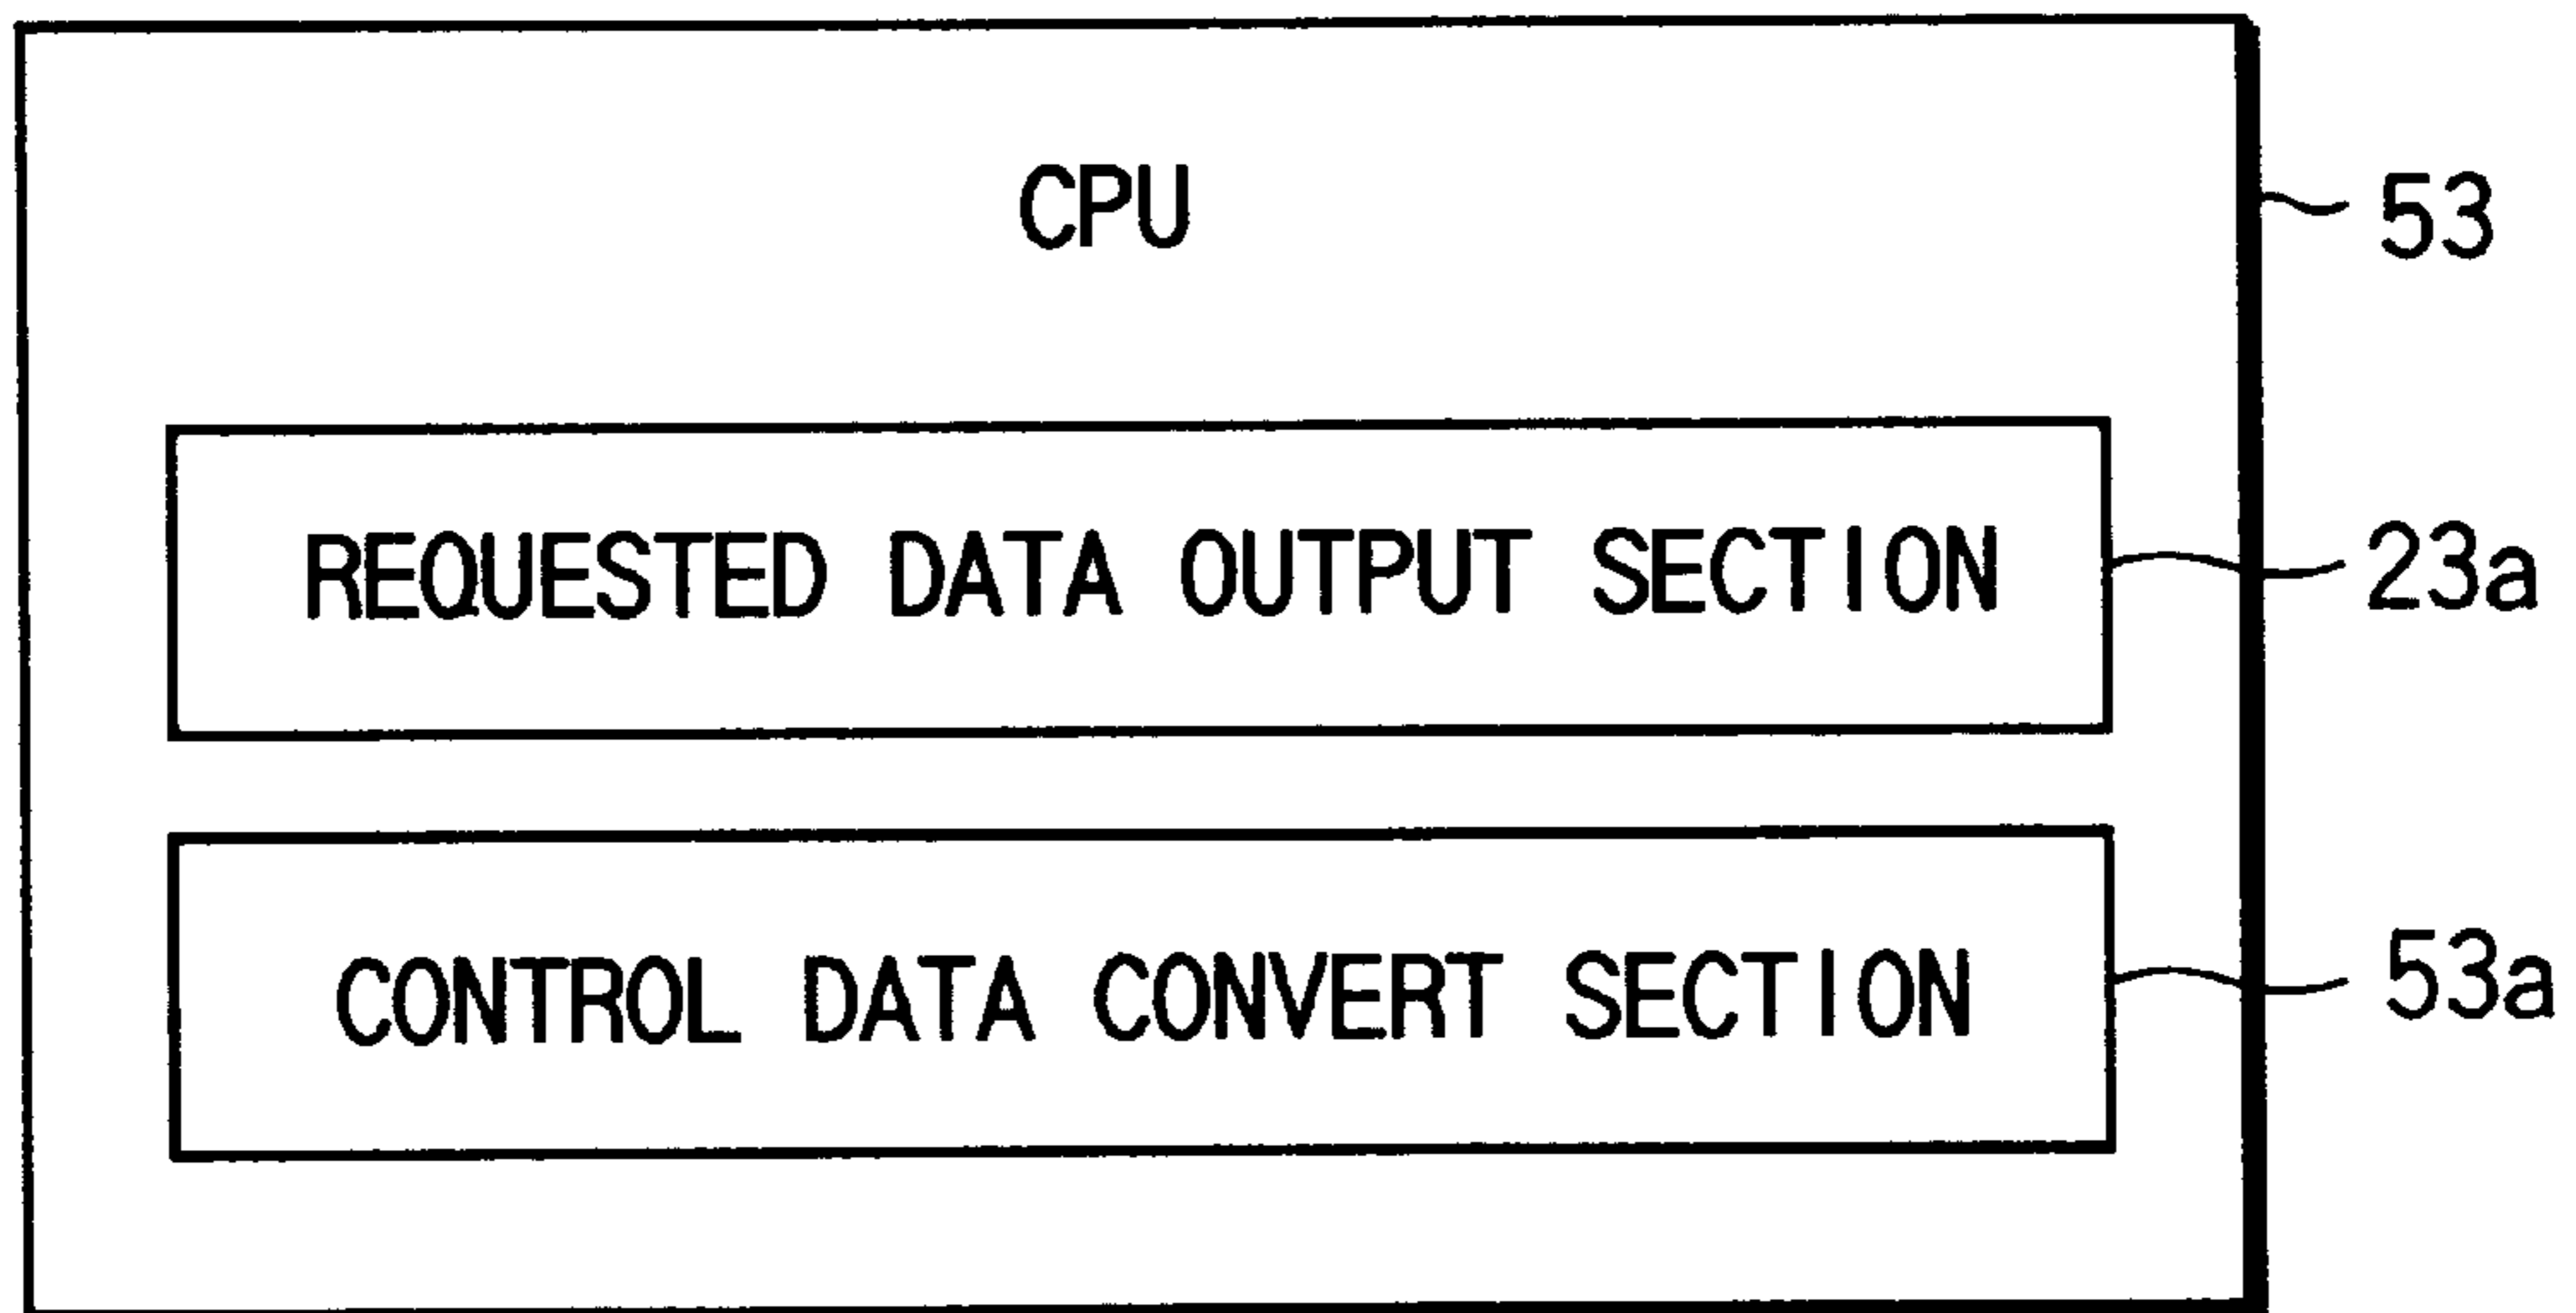 CPU
53
REQUESTED DATA OUTPUT SECTION
23a
CONTROL DATA CONVERT SECTION
53a